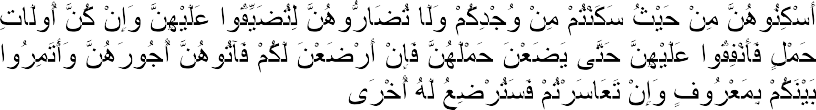 أَسْكِنُوهُنَّ مِنْ حَيْثُ سَكَنْتُمْ مِنْ وُجْدِكُمْ وَلَا تُضَارُّوهُنَّ لِتُضَيِّقُوا عَلَيْهِنَّ وَإِنْ كُنَّ أُولَاتِ
حَمْلٍ فَأَنْفِقُوا عَلَيْهِنَّ حَتَّى يَضَعْنَ حَمْلَهُنَّ فَإِنْ أَرْضَعْنَ لَكُمْ فَآتُوهُنَّ أُجُورَهُنَّ وَأْتَمِرُوا
بَيْنَكُمْ بِمَعْرُوفٍ وَإِنْ تَعَاسَرْتُمْ فَسَتُرْضِعُ لَهُ أُخْرَى